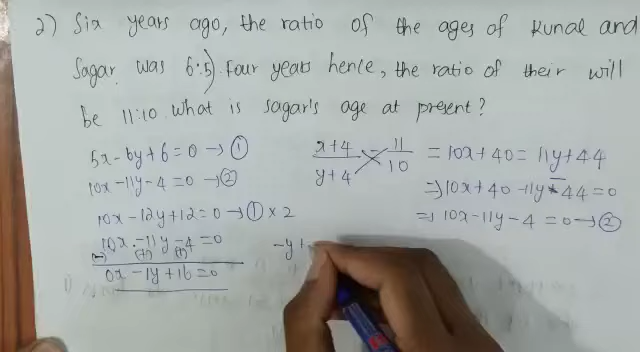 2) Six years ago, the ratio of the ages of Kunal and
Sagar was 6:5). Four years hence, the ratio of their will
be 11:10. What is sagar's age at present?
5x-6y+6=0 → ①
10x-11y-4=0 → ②
10x-12y+12=0 → ① × 2
10x-11y-4=0
(-) (+) (+)
0x-1y+16=0
x+4/y+4 = 11/10 = 10x+40=11y+44
⇒ 10x+40-11y-44=0
⇒ 10x-11y-4=0 → ②
-y+